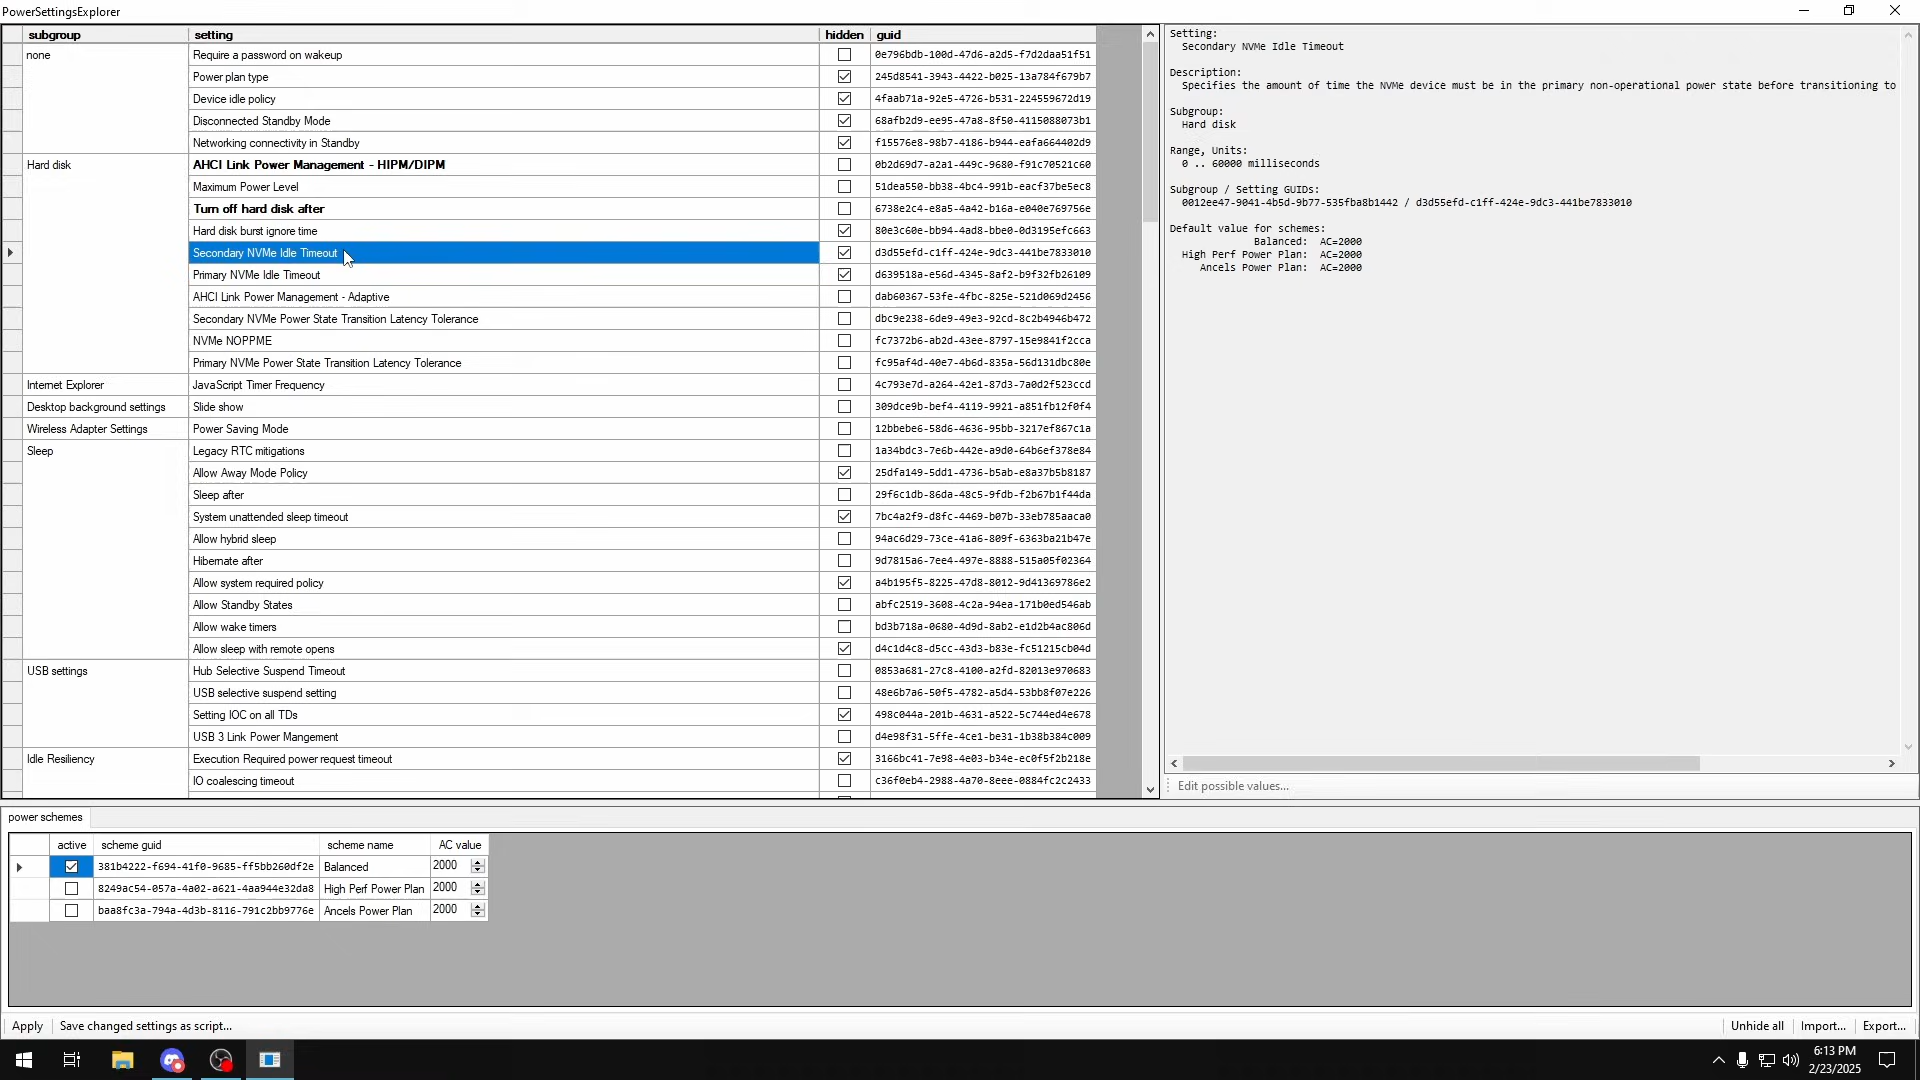 PowerSettingsExplorer
subgroup setting hidden guid
none Require a password on wakeup 0e796bdb-100d-47d6-a2d5-f7d2daa51f51
Power plan type 245d8541-3943-4422-b025-13a784f679b7
Device idle policy 4faab71a-92e5-4726-b531-224559672d19
Disconnected Standby Mode 68afb2d9-ee95-47a8-8f50-4115088073b1
Networking connectivity in Standby f15576e8-98b7-4186-b944-eafa664402d9
Hard disk AHCI Link Power Management - HIPM/DIPM 0b2d69d7-a2a1-449c-9680-f91c70521c60
Maximum Power Level 51dea550-bb38-4bc4-991b-eacf37be5ec8
Turn off hard disk after 6738e2c4-e8a5-4a42-b16a-e040e769756e
Hard disk burst ignore time 80e3c60e-bb94-4ad8-bbe0-0d3195efc663
Secondary NVMe Idle Timeout d3d55efd-c1ff-424e-9dc3-441be7833010
Primary NVMe Idle Timeout d639518a-e56d-4345-8af2-b9f32fb26109
AHCI Link Power Management - Adaptive dab60367-53fe-4fbc-825e-521d069d2456
Secondary NVMe Power State Transition Latency Tolerance dbc9e238-6de9-49e3-92cd-8c2b4946b472
NVMe NOPPME fc7372b6-ab2d-43ee-8797-15e9841f2cca
Primary NVMe Power State Transition Latency Tolerance fc95af4d-40e7-4b6d-835a-56d131dbc80e
Internet Explorer JavaScript Timer Frequency 4c793e7d-a264-42e1-87d3-7a0d2f523ccd
Desktop background settings Slide show 309dce9b-bef4-4119-9921-a851fb12f0f4
Wireless Adapter Settings Power Saving Mode 12bbebe6-58d6-4636-95bb-3217ef867c1a
Sleep Legacy RTC mitigations 1a34bdc3-7e6b-442e-a9d0-64b6ef378e84
Allow Away Mode Policy 25dfa149-5dd1-4736-b5ab-e8a37b5b8187
Sleep after 29f6c1db-86da-48c5-9fdb-f2b67b1f44da
System unattended sleep timeout 7bc4a2f9-d8fc-4469-b07b-33eb785aaca0
Allow hybrid sleep 94ac6d29-73ce-41a6-809f-6363ba21b47e
Hibernate after 9d7815a6-7ee4-497e-8888-515a05f02364
Allow system required policy a4b195f5-8225-47d8-8012-9d41369786e2
Allow Standby States abfc2519-3608-4c2a-94ea-171b0ed546ab
Allow wake timers bd3b718a-0680-4d9d-8ab2-e1d2b4ac806d
Allow sleep with remote opens d4c1d4c8-d5cc-43d3-b83e-fc51215cb04d
USB settings Hub Selective Suspend Timeout 0853a681-27c8-4100-a2fd-82013e970683
USB selective suspend setting 48e6b7a6-50f5-4782-a5d4-53bb8f07e226
Setting IOC on all TDs 498c044a-201b-4631-a522-5c744ed4e678
USB 3 Link Power Mangement d4e98f31-5ffe-4ce1-be31-1b38b384c009
Idle Resiliency Execution Required power request timeout 3166bc41-7e98-4e03-b34e-ec0f5f2b218e
IO coalescing timeout c36f0eb4-2988-4a70-8eee-0884fc2c2433
Setting:
Secondary NVMe Idle Timeout
Description:
Specifies the amount of time the NVMe device must be in the primary non-operational power state before transitioning to
Subgroup:
Hard disk
Range, Units:
0 .. 60000 milliseconds
Subgroup / Setting GUIDs:
0012ee47-9041-4b5d-9b77-535fba8b1442 / d3d55efd-c1ff-424e-9dc3-441be7833010
Default value for schemes:
Balanced: AC=2000
High Perf Power Plan: AC=2000
Ancels Power Plan: AC=2000
Edit possible values...
power schemes
active scheme guid scheme name AC value
381b4222-f694-41f0-9685-ff5bb260df2e Balanced 2000
8249ac54-057a-4a02-a621-4aa944e32da8 High Perf Power Plan 2000
baa8fc3a-794a-4d3b-8116-791c2bb9776e Ancels Power Plan 2000
Apply Save changed settings as script... Unhide all Import... Export...
6:13 PM
2/23/2025